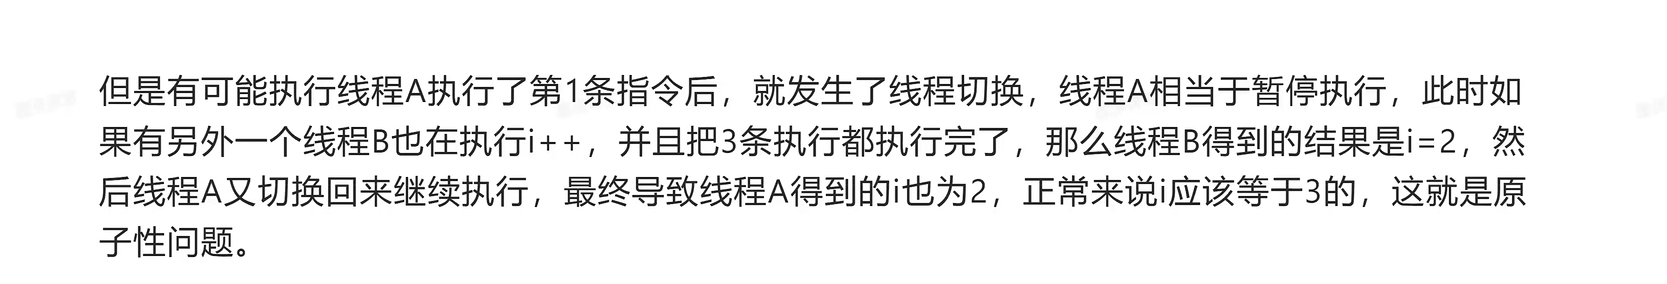 但是有可能执行线程A执行了第1条指令后，就发生了线程切换，线程A相当于暂停执行，此时如
果有另外一个线程B也在执行i++，并且把3条执行都执行完了，那么线程B得到的结果是i=2，然
后线程A又切换回来继续执行，最终导致线程A得到的i也为2，正常来说i应该等于3的，这就是原
子性问题。